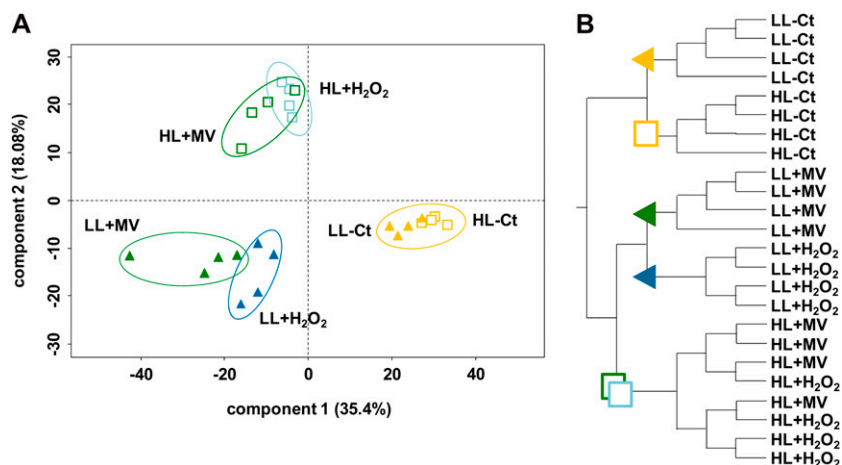 A
component 2 (18.08%)
30
20
10
0
-10
-20
-30
HL+H₂O₂
HL+MV
LL+MV
LL-Ct
HL-Ct
LL+H₂O₂
-40
-20
0
20
40
component 1 (35.4%)
B
LL-Ct
LL-Ct
LL-Ct
LL-Ct
HL-Ct
HL-Ct
HL-Ct
HL-Ct
LL+MV
LL+MV
LL+MV
LL+MV
LL+H₂O₂
LL+H₂O₂
LL+H₂O₂
LL+H₂O₂
HL+MV
HL+MV
HL+MV
HL+H₂O₂
HL+MV
HL+H₂O₂
HL+H₂O₂
HL+H₂O₂